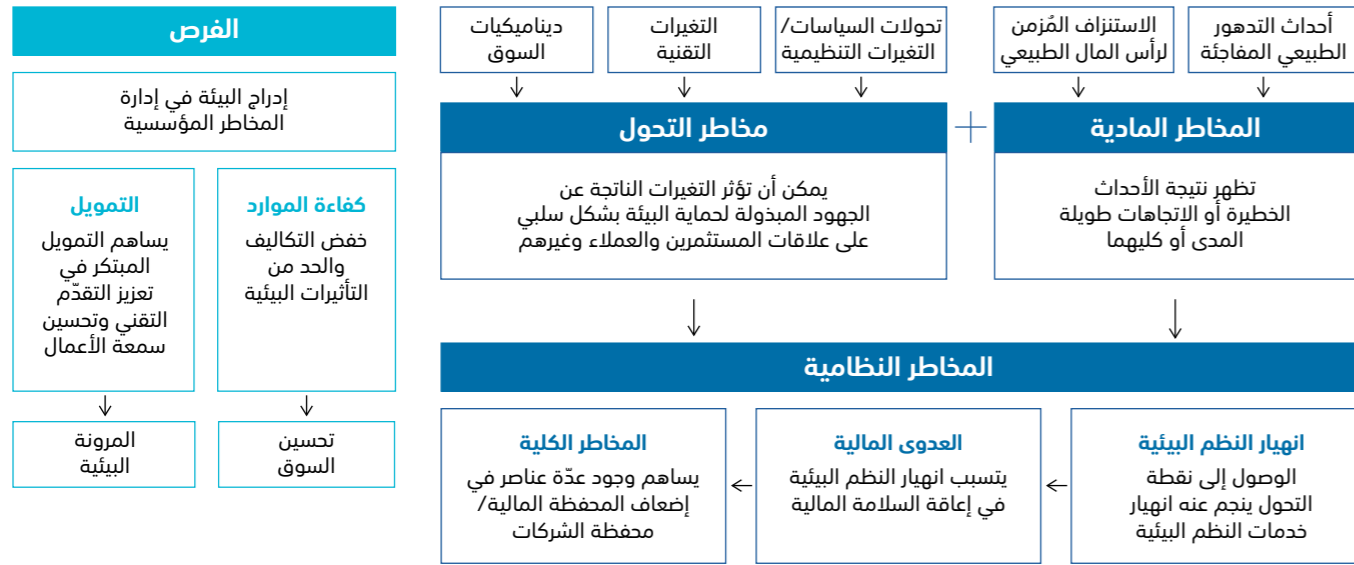 أحداث التدهور
الطبيعي المفاجئة
الاستنزاف المُزمن
لرأس المال الطبيعي
تحولات السياسات/
التغيرات التنظيمية
التغيرات
التقنية
ديناميكيات
السوق
المخاطر المادية
+
مخاطر التحول
تظهر نتيجة الأحداث
الخطيرة أو الاتجاهات طويلة
المدى أو كليهما
يمكن أن تؤثر التغيرات الناتجة عن
الجهود المبذولة لحماية البيئة بشكل سلبي
على علاقات المستثمرين والعملاء وغيرهم
المخاطر النظامية
انهيار النظم البيئية
الوصول إلى نقطة
التحول ينجم عنه انهيار
خدمات النظم البيئية
العدوى المالية
يتسبب انهيار النظم البيئية
في إعاقة السلامة المالية
المخاطر الكلية
يساهم وجود عدّة عناصر في
إضعاف المحفظة المالية/
محفظة الشركات
الفرص
إدراج البيئة في إدارة
المخاطر المؤسسية
كفاءة الموارد
خفض التكاليف
والحد من
التأثيرات البيئية
التمويل
يساهم التمويل
المبتكر في
تعزيز التقدّم
التقني وتحسين
سمعة الأعمال
تحسين
السوق
المرونة
البيئية